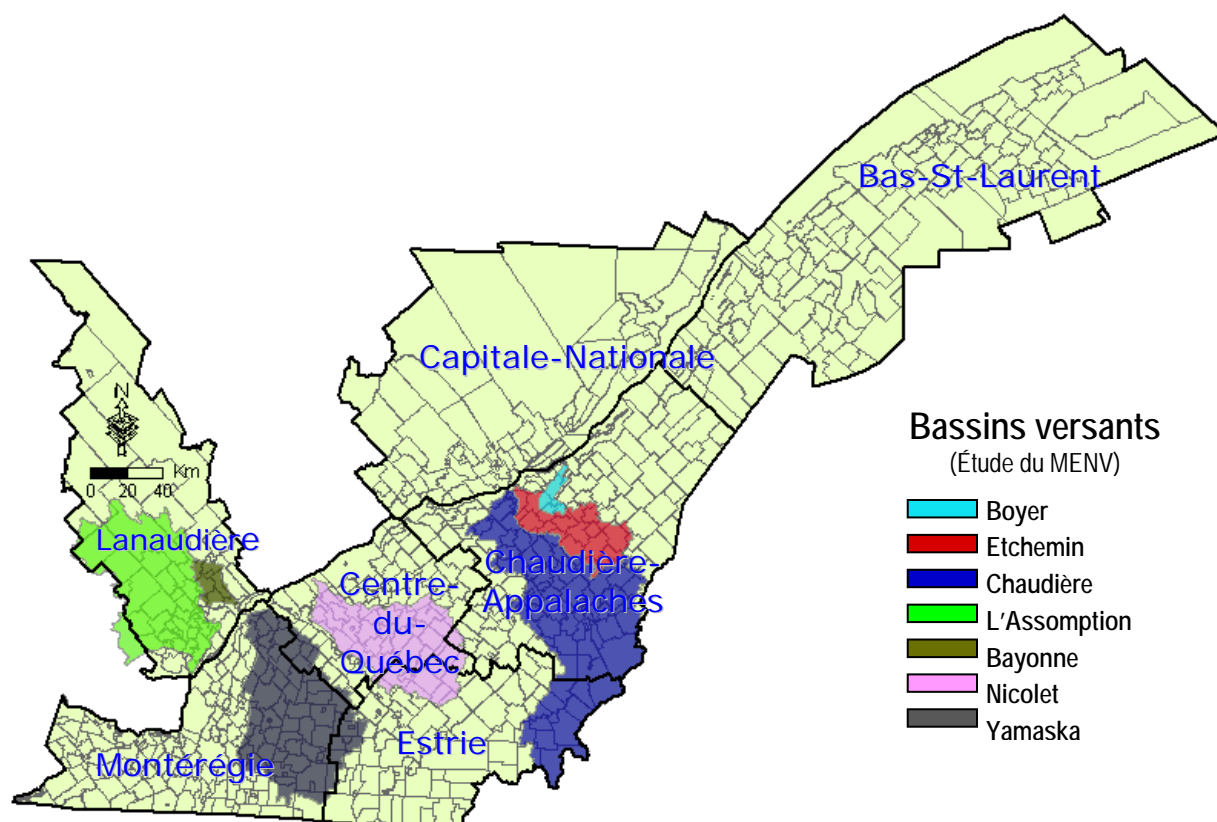 Bas-St-Laurent
Capitale-Nationale
N
Km
0 20 40
Lanaudière
Centre-
du-
Québec
Chaudière-
Appalaches
Estrie
Montérégie
Bassins versants
(Étude du MENV)
Boyer
Etchemin
Chaudière
L'Assomption
Bayonne
Nicolet
Yamaska